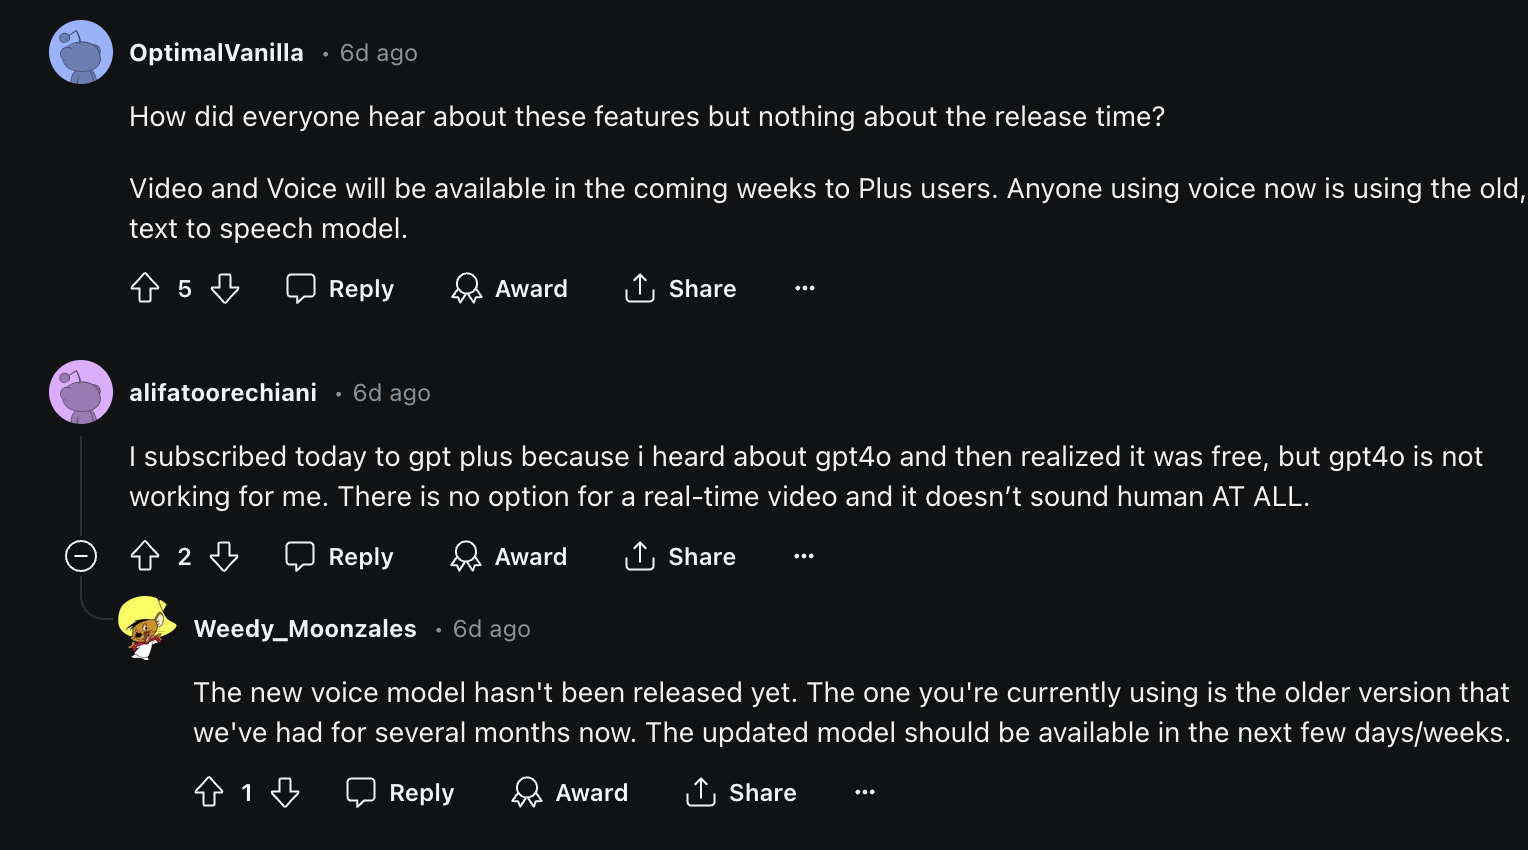 OptimalVanilla • 6d ago
How did everyone hear about these features but nothing about the release time?
Video and Voice will be available in the coming weeks to Plus users. Anyone using voice now is using the old,
text to speech model.
5 Reply Award Share ···
alifatoorechiani • 6d ago
I subscribed today to gpt plus because i heard about gpt4o and then realized it was free, but gpt4o is not
working for me. There is no option for a real-time video and it doesn’t sound human AT ALL.
2 Reply Award Share ···
Weedy_Moonzales • 6d ago
The new voice model hasn't been released yet. The one you're currently using is the older version that
we've had for several months now. The updated model should be available in the next few days/weeks.
1 Reply Award Share ···